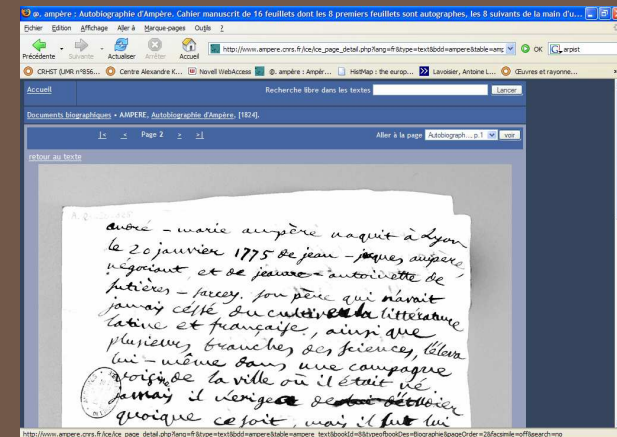 @. ampère : Autobiographie d'Ampère. Cahier manuscrit de 16 feuillets dont les 8 premiers feuillets sont autographes, les 8 suivants de la main d'u...
Fichier Edition Affichage Aller à Marque-pages Outils ?
http://www.ampere.cnrs.fr/ice/ice_page_detail.php?lang=fr&type=text&bdd=ampere&table=amp OK arpist
Précédente Suivante Actualiser Arrêter Accueil
CRHST (UMR n°856... Centre Alexandre K... Novell WebAccess @. ampère : Ampèr... HistMap : the europ... Lavoisier, Antoine L... Œuvres et rayonne...
Accueil Recherche libre dans les textes Lancer
Documents biographiques • AMPERE, Autobiographie d'Ampère, [1824].
|< < Page 2 > >| Aller à la page Autobiograph... p.1 voir
retour au texte
andré - marie ampère naquit à Lyon
le 20 janvier 1775 de jean - jaques ampère,
négociant, et de jeanne - antoinette de
sutières - sarcey. son père qui n'avait
jamais céssé de cultiver la littérature
latine et française, ainsi que
plusieurs branches des sciences, l'éleva
lui - même dans une campagne
voisine de la ville où il était né.
jamais il n'exigea de
quoique ce soit, mais il sut lui
http://www.ampere.cnrs.fr/ice/ice_page_detail.php?lang=fr&type=text&bdd=ampere&table=ampere_text&bookId=88&typeofbookDes=Biographie&pageOrder=2&facsimile=off&search=no